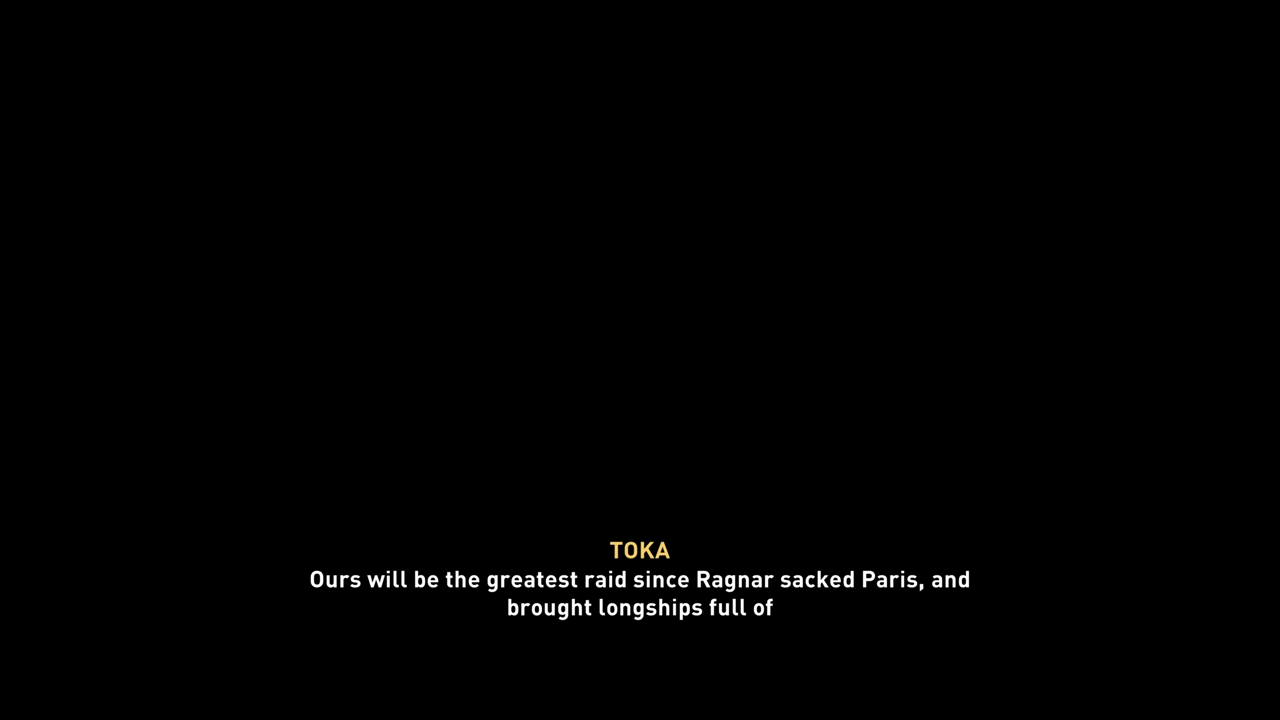 TOKA
Ours will be the greatest raid since Ragnar sacked Paris, and
brought longships full of